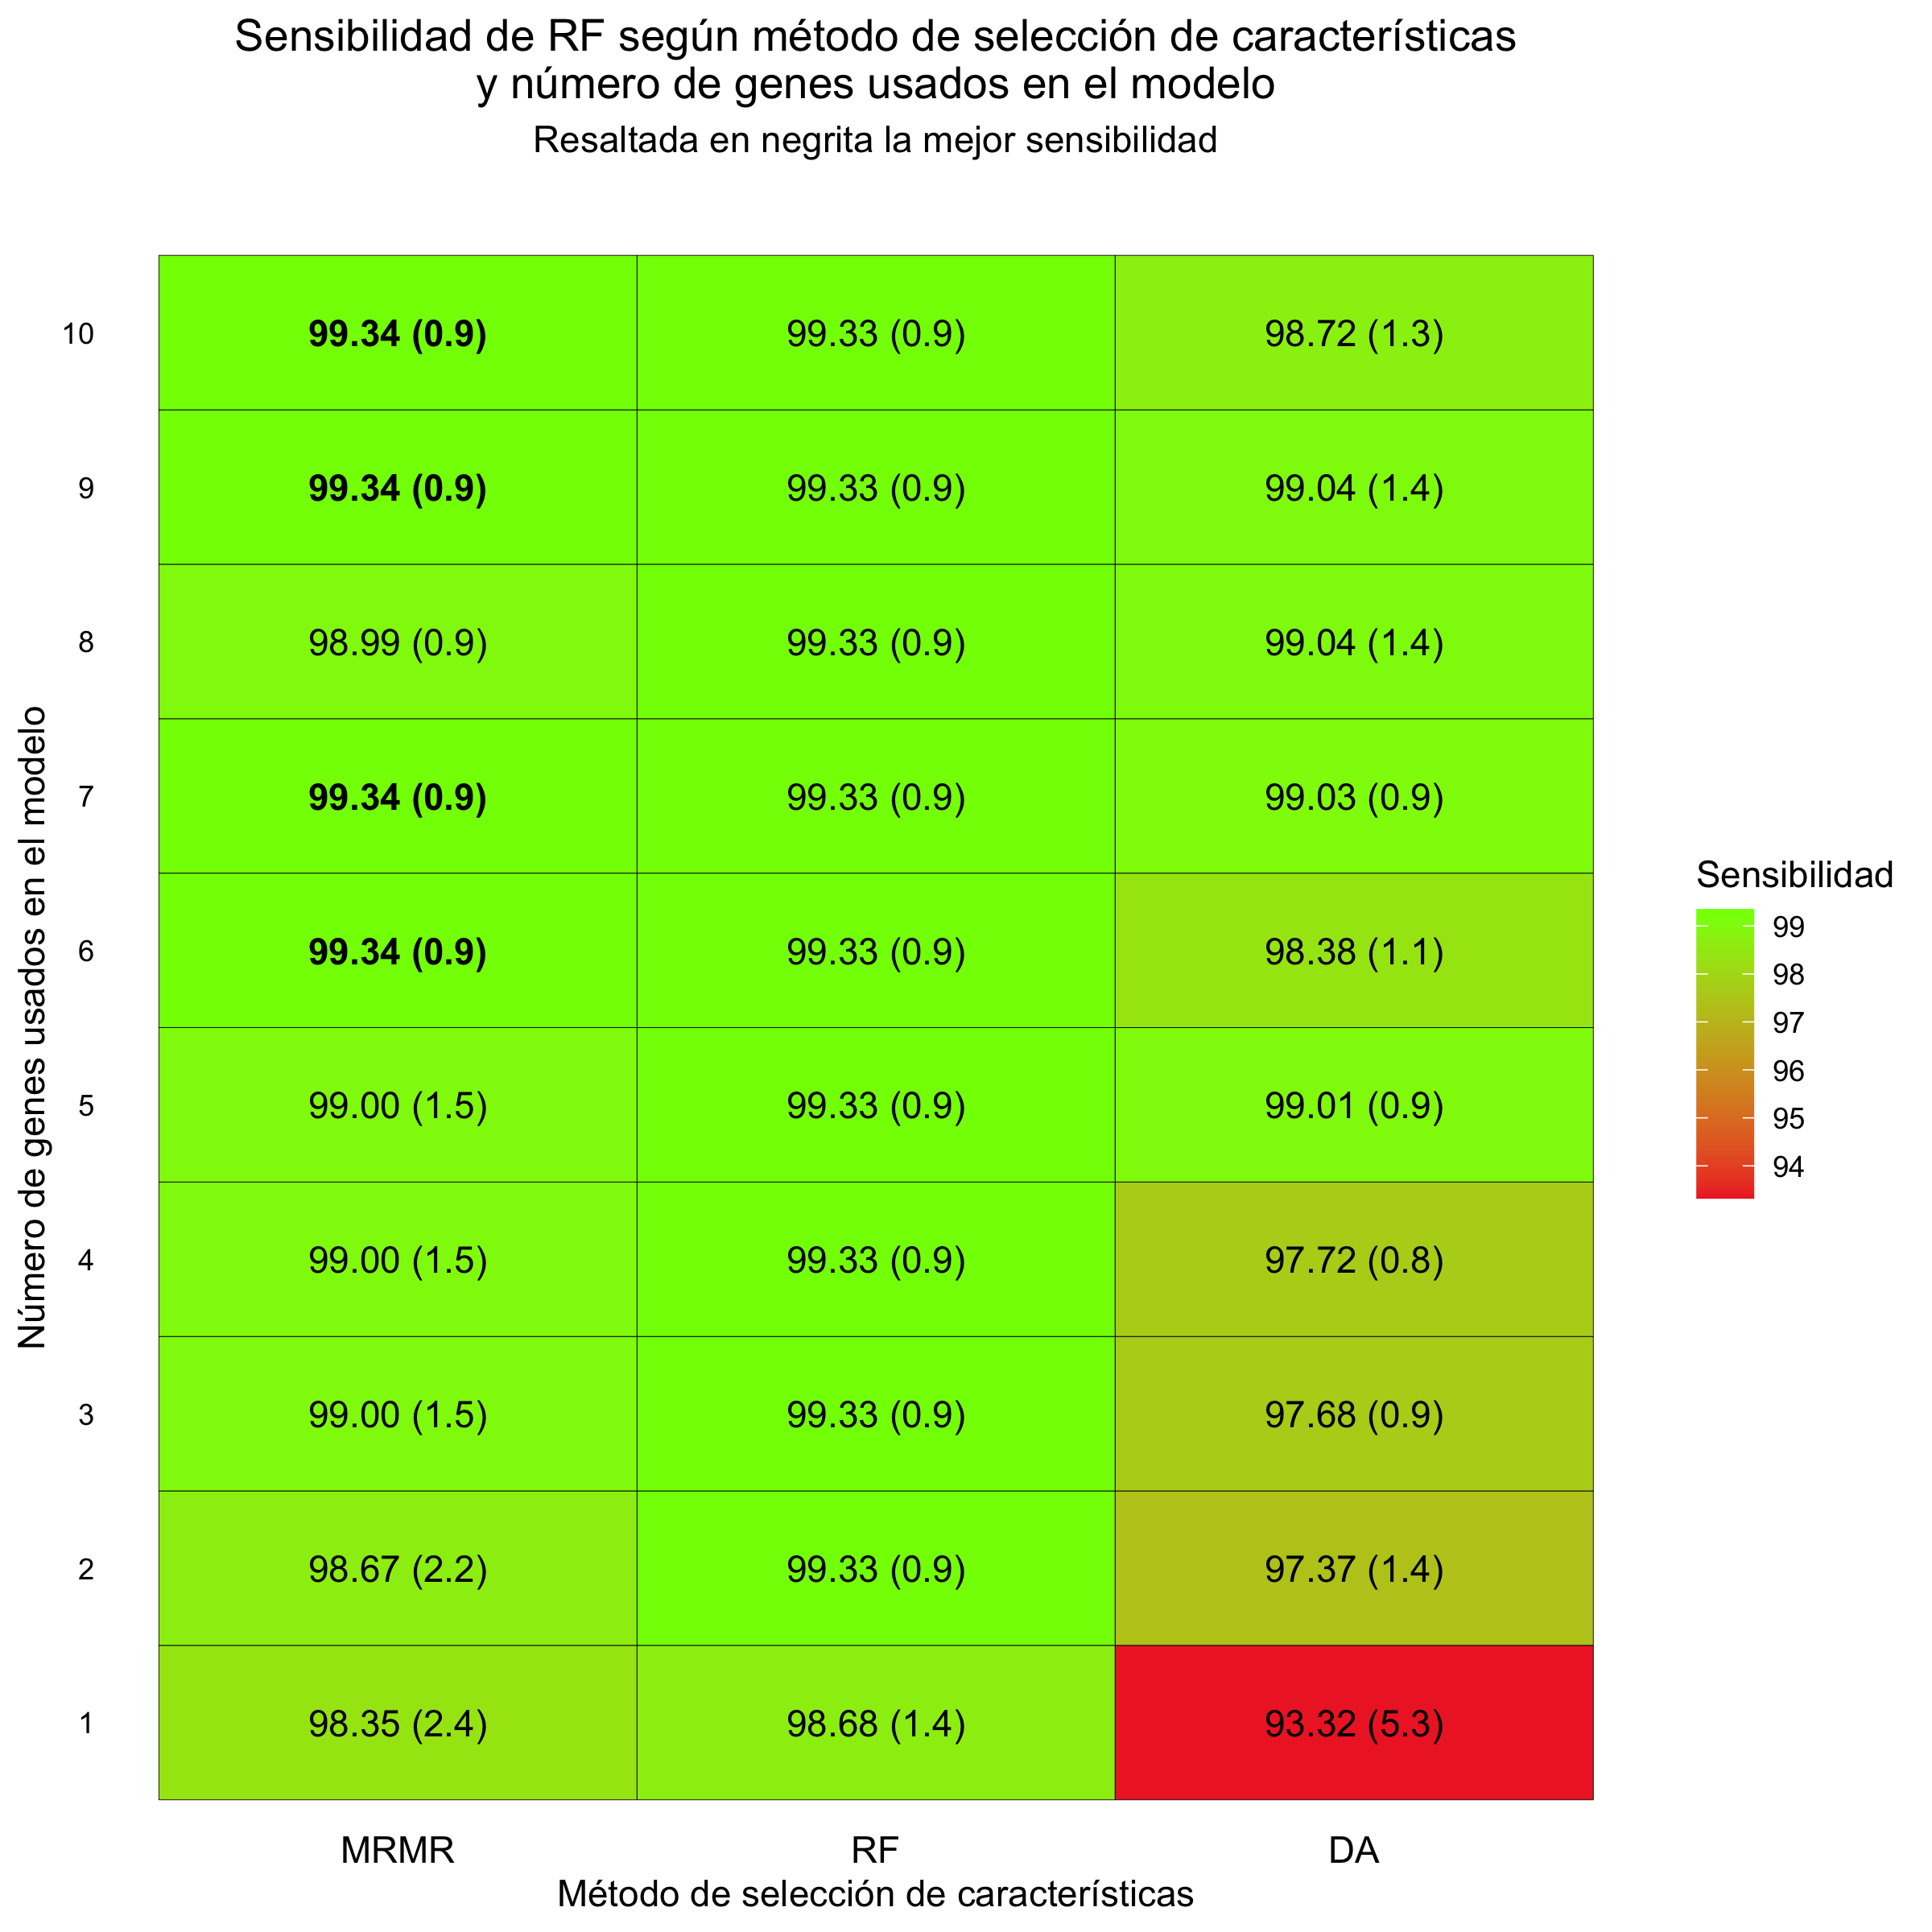 Sensibilidad de RF según método de selección de características
y número de genes usados en el modelo
Resaltada en negrita la mejor sensibilidad
Número de genes usados en el modelo
10 99.34 (0.9) 99.33 (0.9) 98.72 (1.3)
9 99.34 (0.9) 99.33 (0.9) 99.04 (1.4)
8 98.99 (0.9) 99.33 (0.9) 99.04 (1.4)
7 99.34 (0.9) 99.33 (0.9) 99.03 (0.9)
6 99.34 (0.9) 99.33 (0.9) 98.38 (1.1)
5 99.00 (1.5) 99.33 (0.9) 99.01 (0.9)
4 99.00 (1.5) 99.33 (0.9) 97.72 (0.8)
3 99.00 (1.5) 99.33 (0.9) 97.68 (0.9)
2 98.67 (2.2) 99.33 (0.9) 97.37 (1.4)
1 98.35 (2.4) 98.68 (1.4) 93.32 (5.3)
MRMR RF DA
Método de selección de características
Sensibilidad
99
98
97
96
95
94